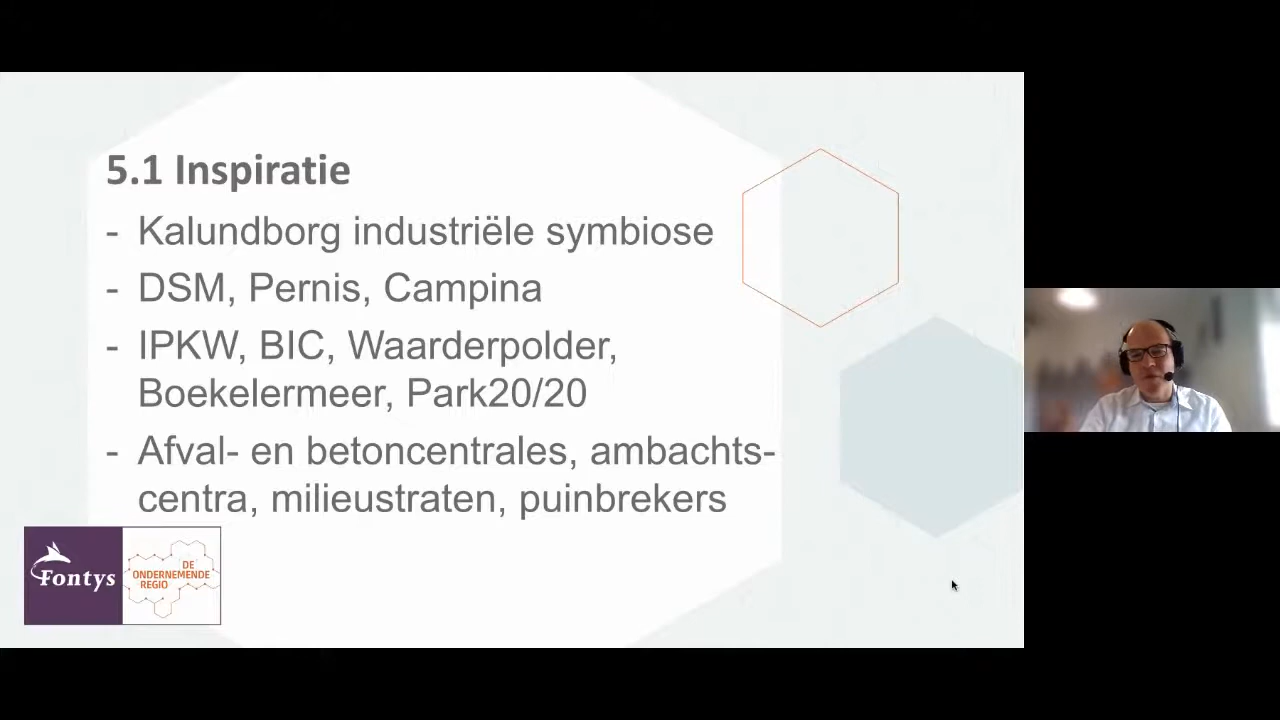 5.1 Inspiratie
- Kalundborg industriële symbiose
- DSM, Pernis, Campina
- IPKW, BIC, Waarderpolder,
Boekelermeer, Park20/20
- Afval- en betoncentrales, ambachts-
centra, milieustraten, puinbrekers
Fontys
DE
ONDERNEMENDE
REGIO